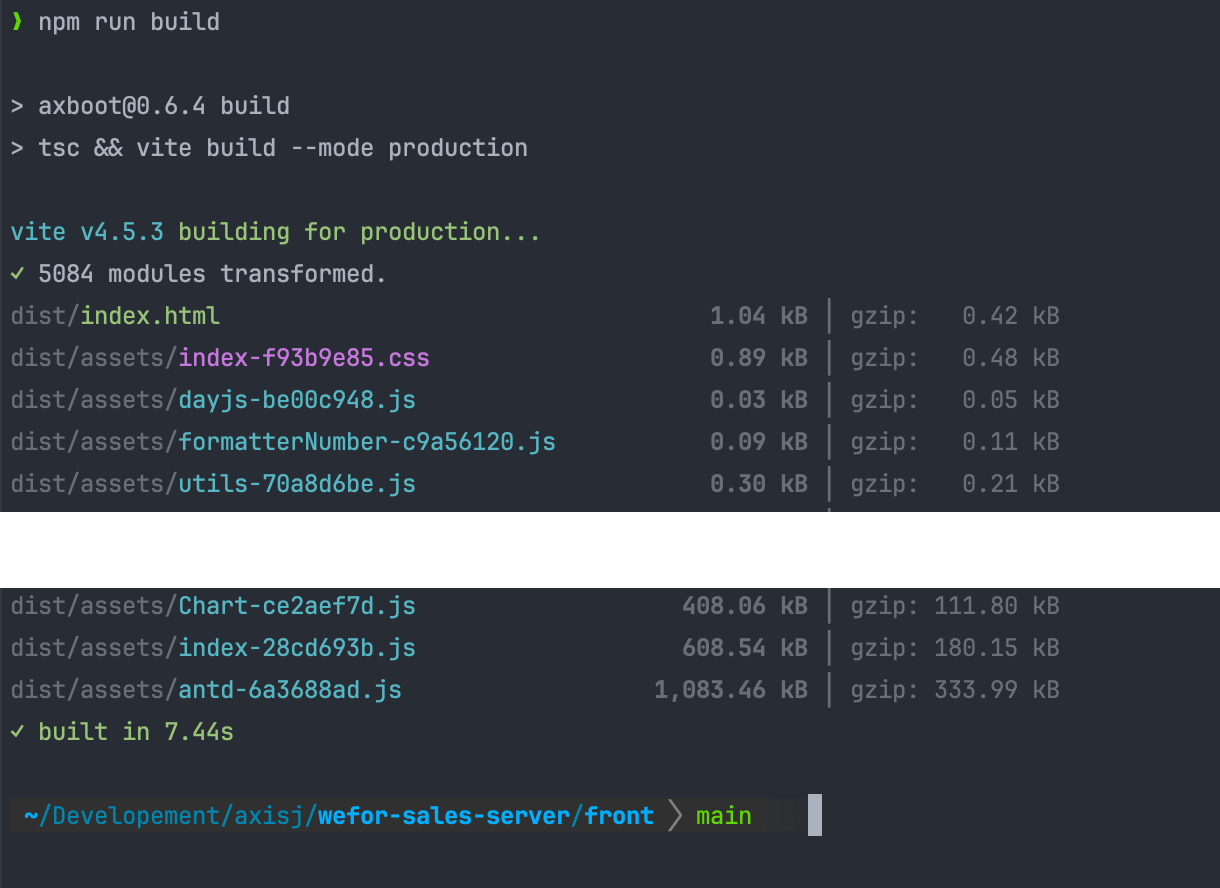 ❯ npm run build
> axboot@0.6.4 build
> tsc && vite build --mode production
vite v4.5.3 building for production...
✓ 5084 modules transformed.
dist/index.html 1.04 kB │ gzip: 0.42 kB
dist/assets/index-f93b9e85.css 0.89 kB │ gzip: 0.48 kB
dist/assets/dayjs-be00c948.js 0.03 kB │ gzip: 0.05 kB
dist/assets/formatterNumber-c9a56120.js 0.09 kB │ gzip: 0.11 kB
dist/assets/utils-70a8d6be.js 0.30 kB │ gzip: 0.21 kB
dist/assets/Chart-ce2aef7d.js 408.06 kB │ gzip: 111.80 kB
dist/assets/index-28cd693b.js 608.54 kB │ gzip: 180.15 kB
dist/assets/antd-6a3688ad.js 1,083.46 kB │ gzip: 333.99 kB
✓ built in 7.44s
~/Developement/axisj/wefor-sales-server/front main